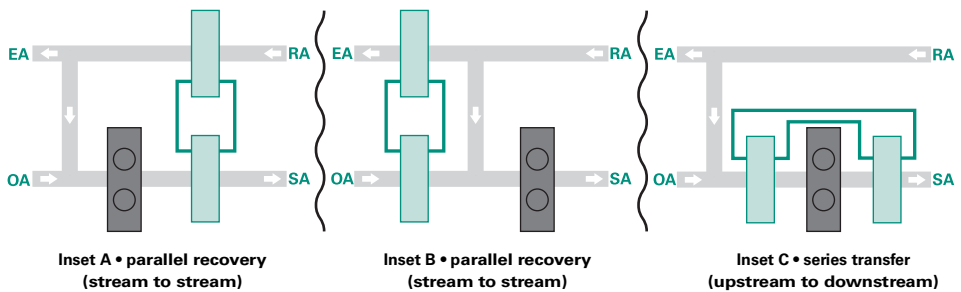 EA
RA
OA
SA
Inset A • parallel recovery
(stream to stream)
EA
RA
OA
SA
Inset B • parallel recovery
(stream to stream)
EA
RA
OA
SA
Inset C • series transfer
(upstream to downstream)